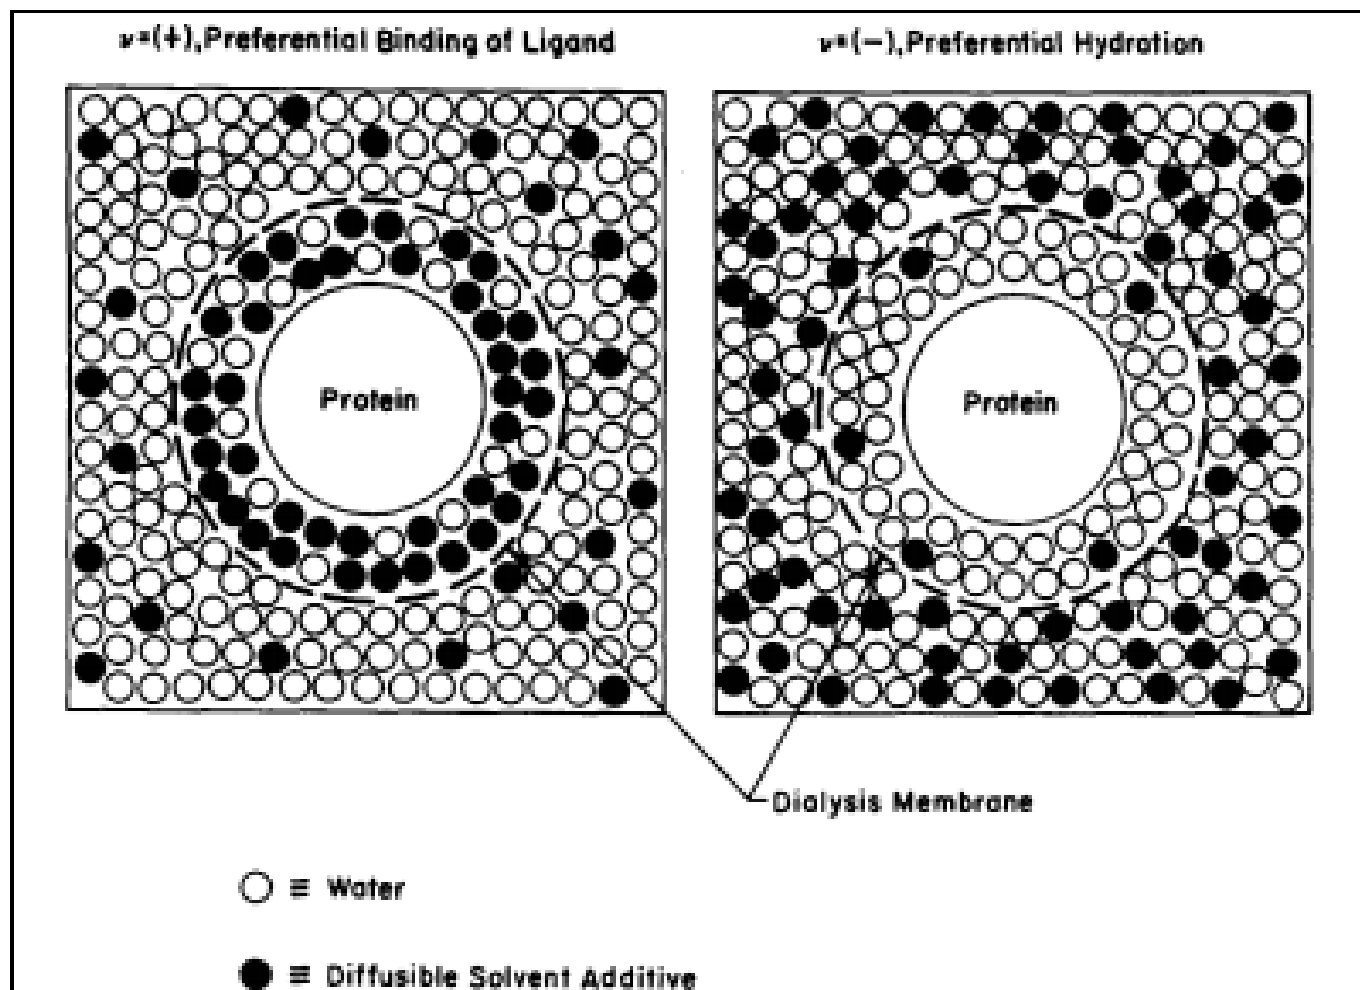 ν=(+),Preferential Binding of Ligand
ν=(−),Preferential Hydration
Protein
Protein
Dialysis Membrane
≡ Water
≡ Diffusible Solvent Additive